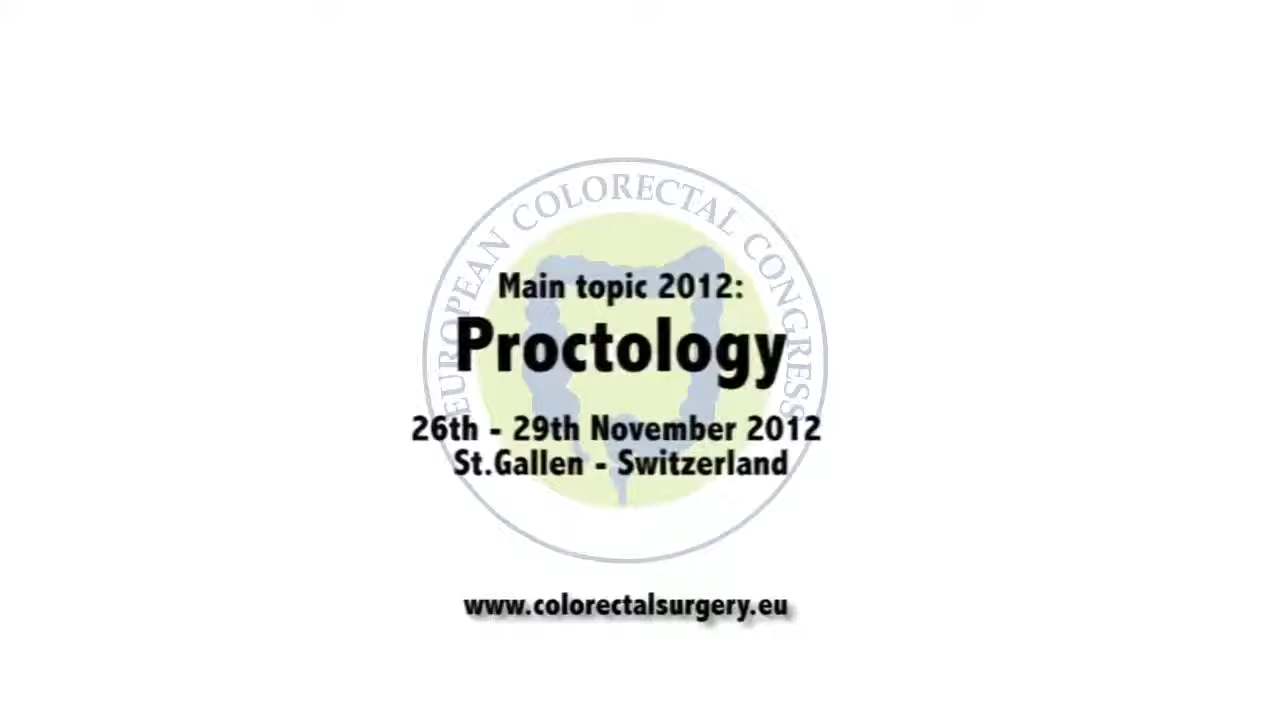 EUROPEAN COLORECTAL CONGRESS
Main topic 2012:
Proctology
26th - 29th November 2012
St.Gallen - Switzerland
www.colorectalsurgery.eu